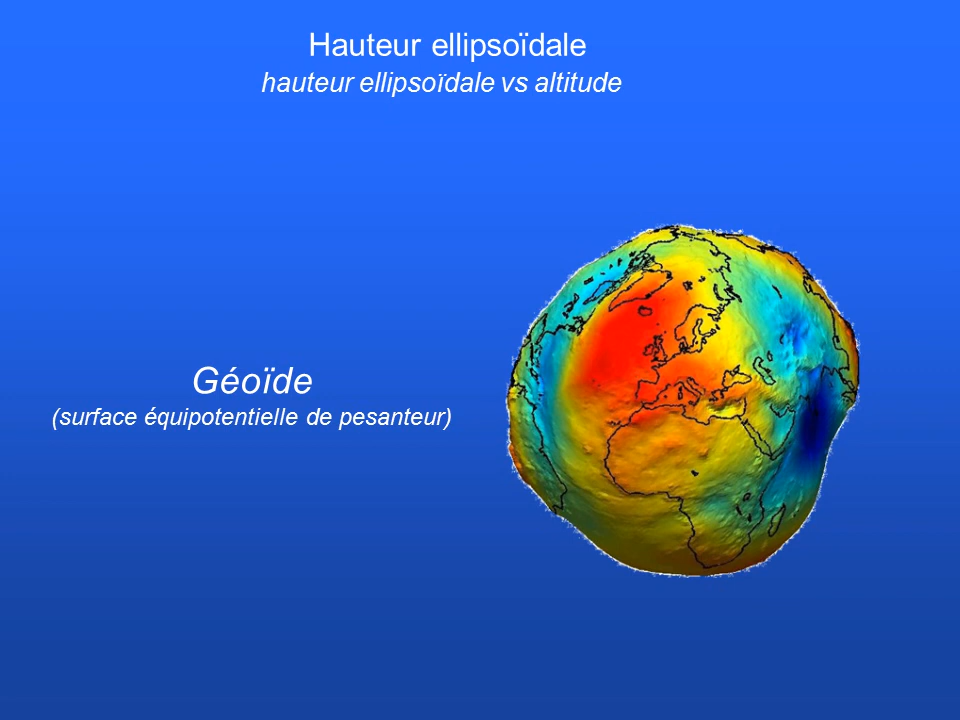 Hauteur ellipsoïdale
hauteur ellipsoïdale vs altitude
Géoïde
(surface équipotentielle de pesanteur)